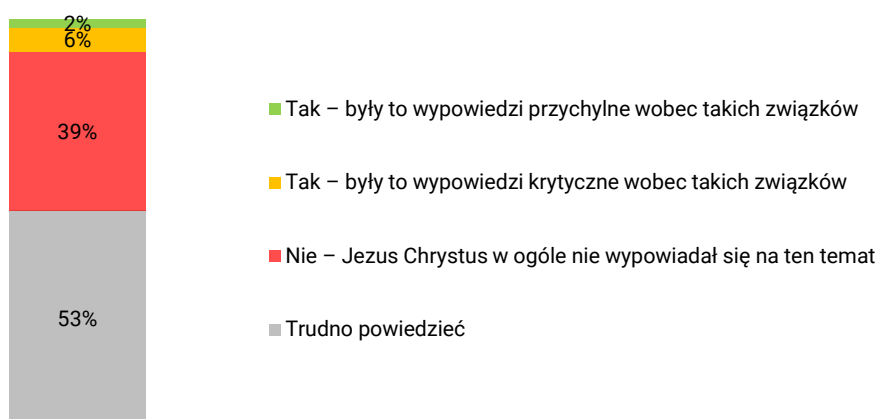 2%
6%
39%
53%
Tak – były to wypowiedzi przychylne wobec takich związków
Tak – były to wypowiedzi krytyczne wobec takich związków
Nie – Jezus Chrystus w ogóle nie wypowiadał się na ten temat
Trudno powiedzieć